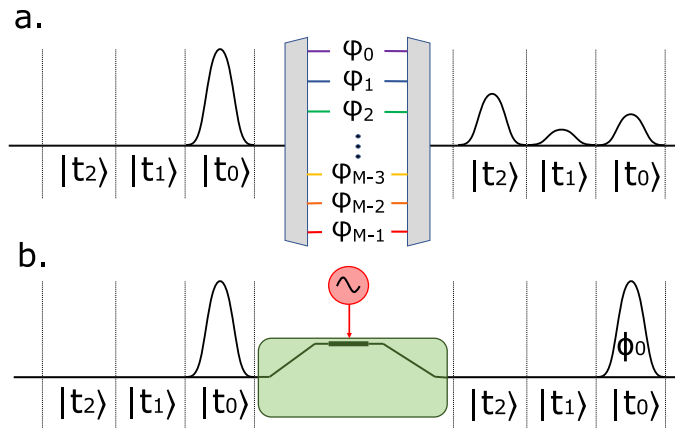 a.
φ0
φ1
φ2
⋮
φM-3
φM-2
φM-1
|t2⟩ |t1⟩ |t0⟩
|t2⟩ |t1⟩ |t0⟩
b.
ϕ0
|t2⟩ |t1⟩ |t0⟩
|t2⟩ |t1⟩ |t0⟩